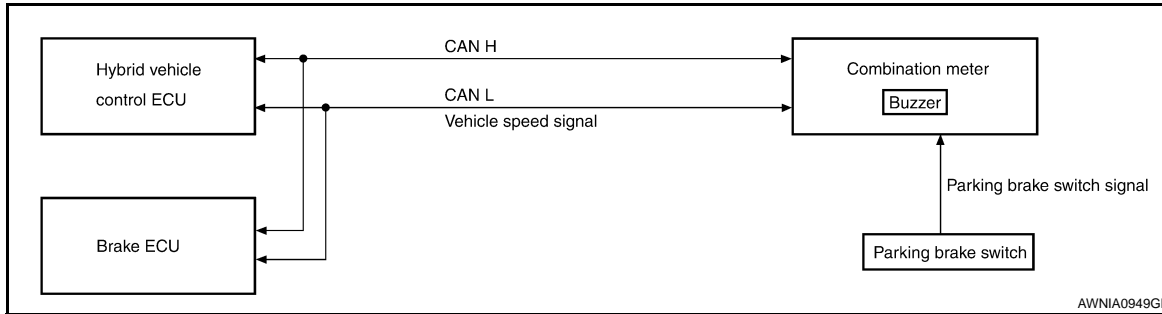 Hybrid vehicle
control ECU
CAN H
CAN L
Vehicle speed signal
Combination meter
Buzzer
Parking brake switch signal
Brake ECU
Parking brake switch
AWNIA0949G